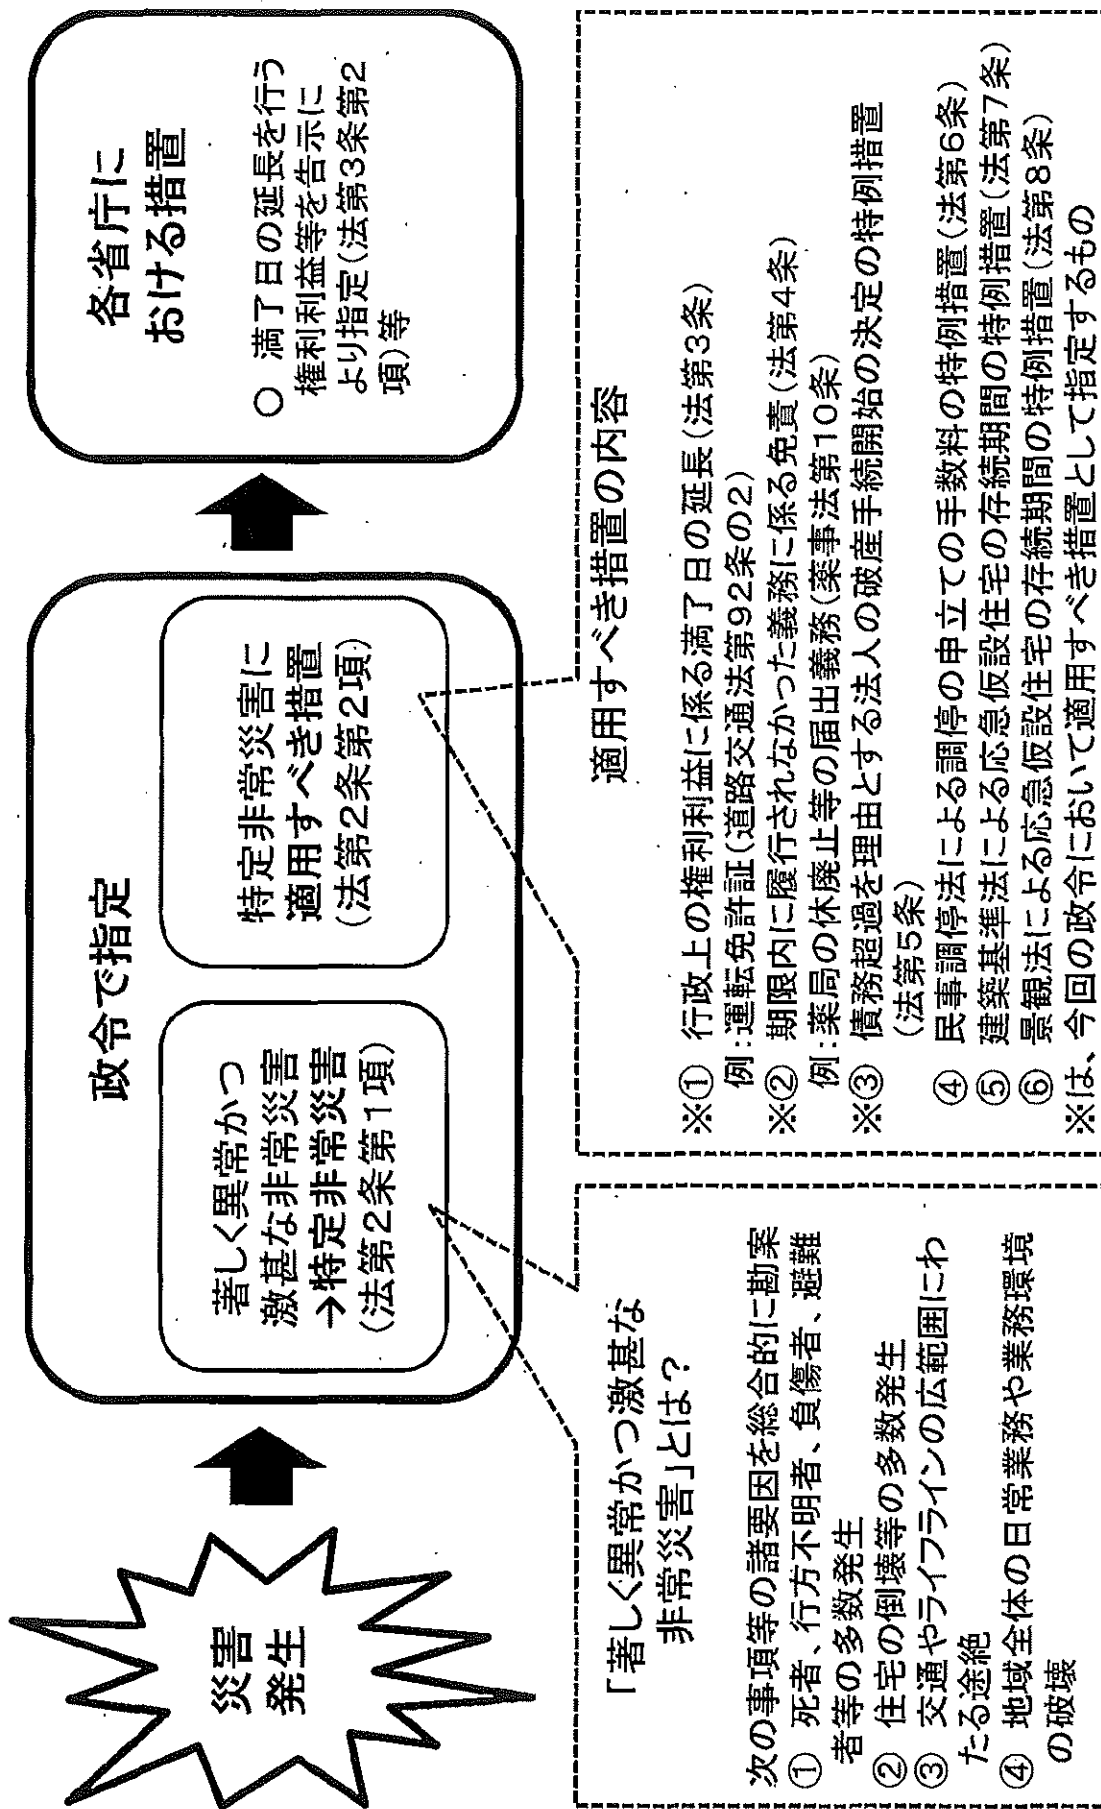 災害
発生
政令で指定
著しく異常かつ
激甚な非常災害
→特定非常災害
(法第2条第1項)
特定非常災害に
適用すべき措置
(法第2条第2項)
各省庁に
おける措置
○ 満了日の延長を行う
権利利益等を告示に
より指定(法第3条第2
項)等
「著しく異常かつ激甚な
非常災害」とは?
次の事項等の諸要因を総合的に勘案
① 死者、行方不明者、負傷者、避難
者等の多数発生
② 住宅の倒壊等の多数発生
③ 交通やライフラインの広範囲にわ
たる途絶
④ 地域全体の日常業務や業務環境
の破壊
適用すべき措置の内容
※① 行政上の権利利益に係る満了日の延長(法第3条)
例:運転免許証(道路交通法第92条の2)
※② 期限内に履行されなかった義務に係る免責(法第4条)
例:薬局の休廃止等の届出義務(薬事法第10条)
※③ 債務超過を理由とする法人の破産手続開始の決定の特例措置
(法第5条)
④ 民事調停法による調停の申立ての手数料の特例措置(法第6条)
⑤ 建築基準法による応急仮設住宅の存続期間の特例措置(法第7条)
⑥ 景観法による応急仮設住宅の存続期間の特例措置(法第8条)
※は、今回の政令において適用すべき措置として指定するもの